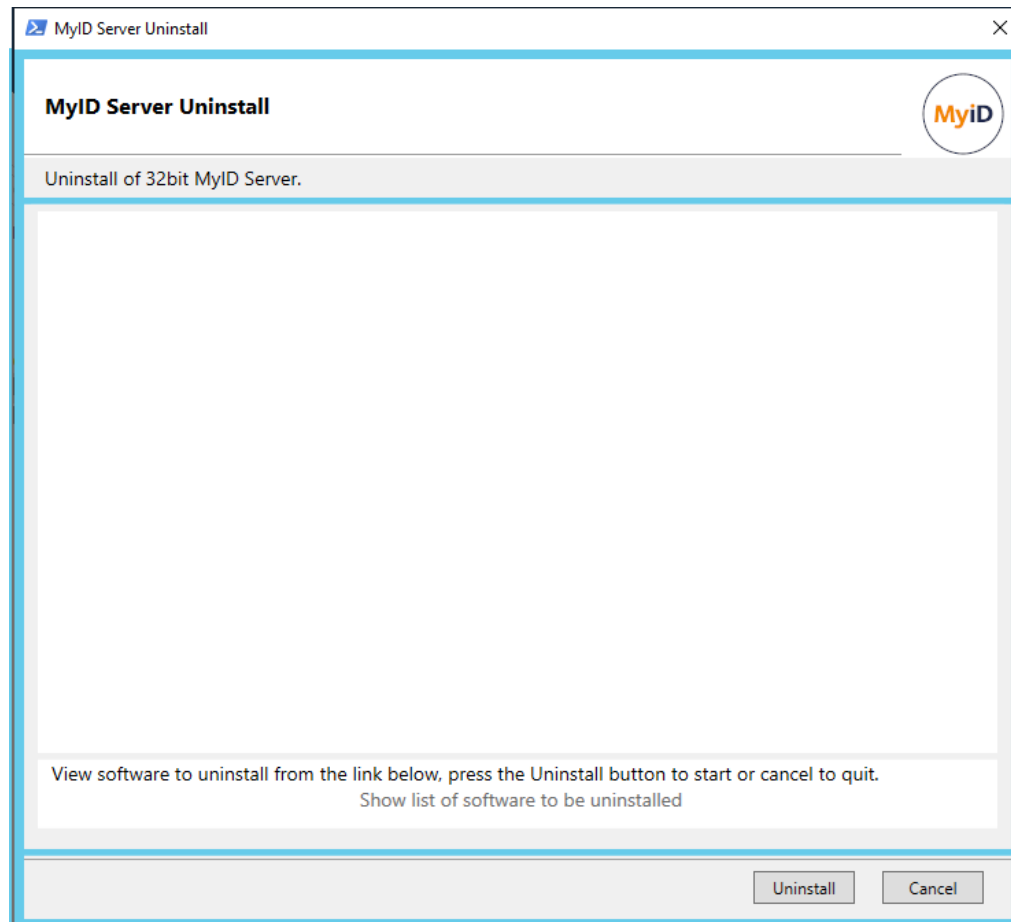 MyID Server Uninstall
MyID Server Uninstall
MyiD
Uninstall of 32bit MyID Server.
View software to uninstall from the link below, press the Uninstall button to start or cancel to quit.
Show list of software to be uninstalled
Uninstall
Cancel